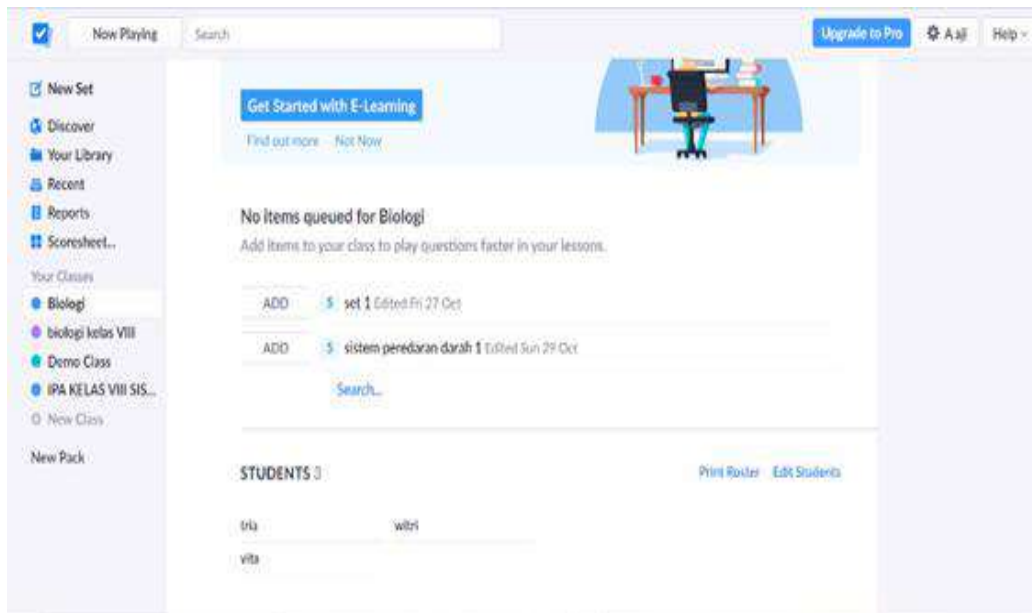 Now Playing Search Upgrade to Pro A aji Help
New Set
Discover
Your Library
Recent
Reports
Scoresheet...
Your Classes
Biologi
biologi kelas VIII
Demo Class
IPA KELAS VIII SIS...
New Class
New Pack
Get Started with E-Learning
Find out more Not Now
No items queued for Biologi
Add items to your class to play questions faster in your lessons.
ADD 5 set 1 Edited Fri 27 Oct
ADD 5 sistem peredaran darah 1 Edited Sun 29 Oct
Search...
STUDENTS 3 Print Roster Edit Students
tria witri
vita